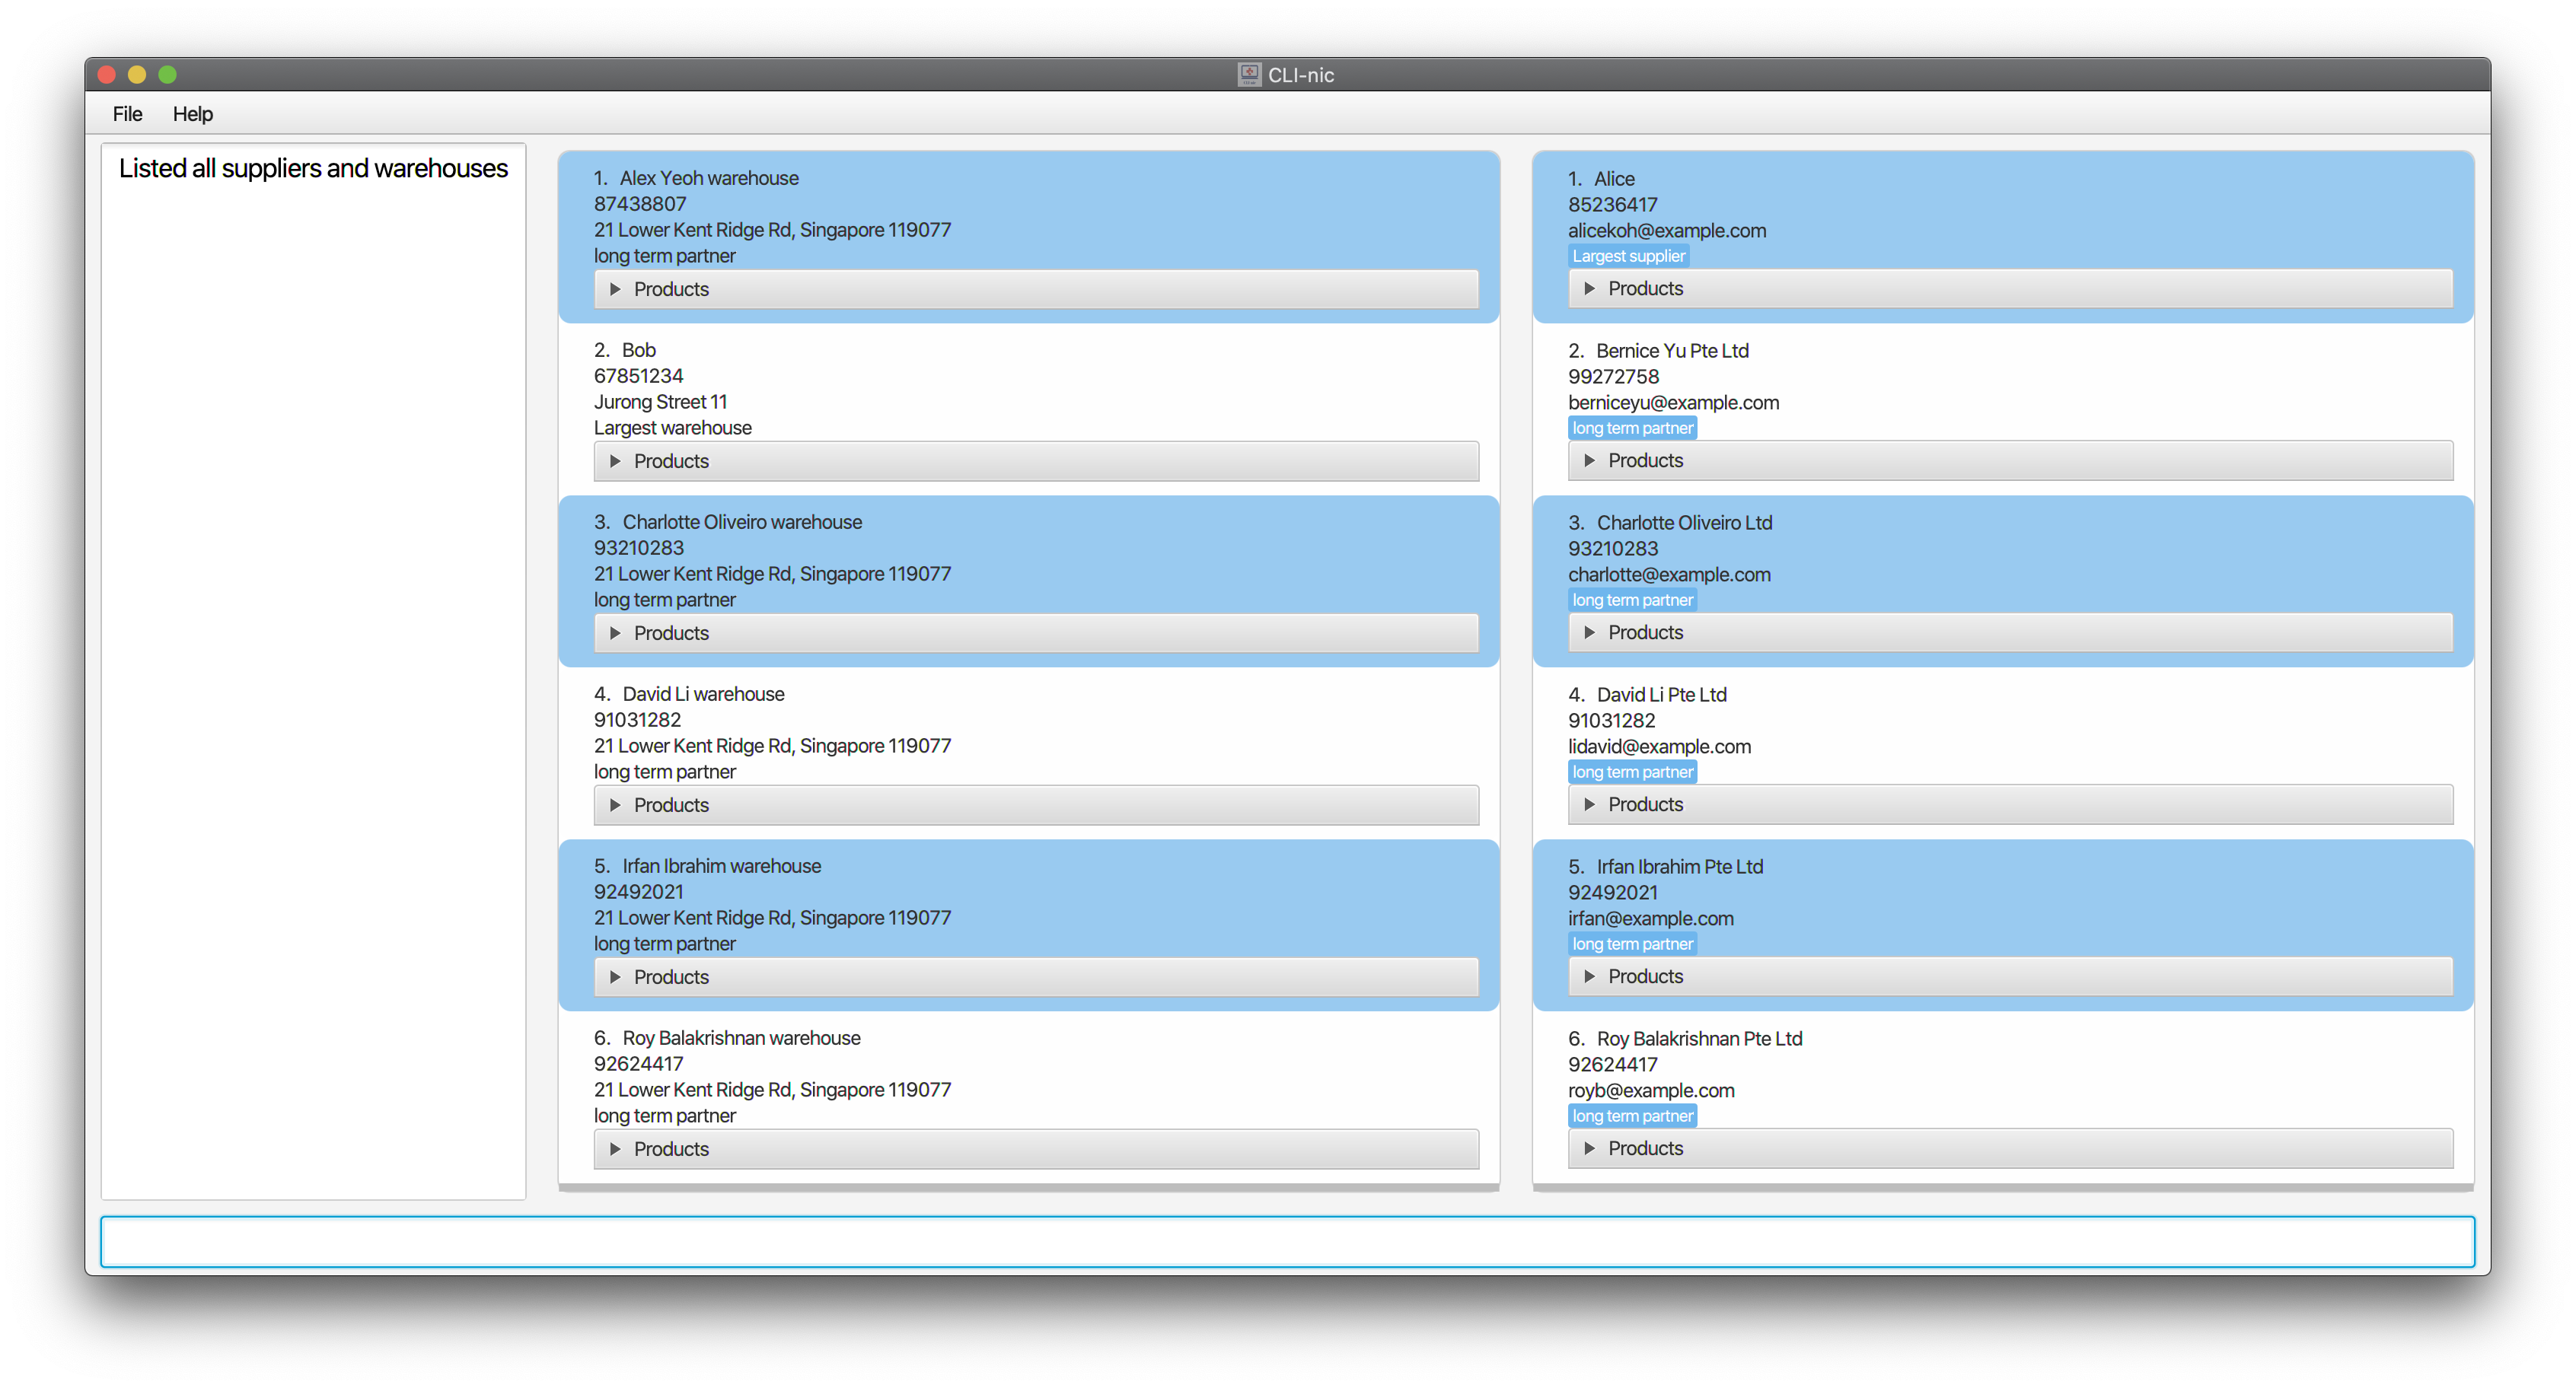 CLI-nic
File Help
Listed all suppliers and warehouses
1. Alex Yeoh warehouse
87438807
21 Lower Kent Ridge Rd, Singapore 119077
long term partner
Products
2. Bob
67851234
Jurong Street 11
Largest warehouse
Products
3. Charlotte Oliveiro warehouse
93210283
21 Lower Kent Ridge Rd, Singapore 119077
long term partner
Products
4. David Li warehouse
91031282
21 Lower Kent Ridge Rd, Singapore 119077
long term partner
Products
5. Irfan Ibrahim warehouse
92492021
21 Lower Kent Ridge Rd, Singapore 119077
long term partner
Products
6. Roy Balakrishnan warehouse
92624417
21 Lower Kent Ridge Rd, Singapore 119077
long term partner
Products
1. Alice
85236417
alicekoh@example.com
Largest supplier
Products
2. Bernice Yu Pte Ltd
99272758
berniceyu@example.com
long term partner
Products
3. Charlotte Oliveiro Ltd
93210283
charlotte@example.com
long term partner
Products
4. David Li Pte Ltd
91031282
lidavid@example.com
long term partner
Products
5. Irfan Ibrahim Pte Ltd
92492021
irfan@example.com
long term partner
Products
6. Roy Balakrishnan Pte Ltd
92624417
royb@example.com
long term partner
Products